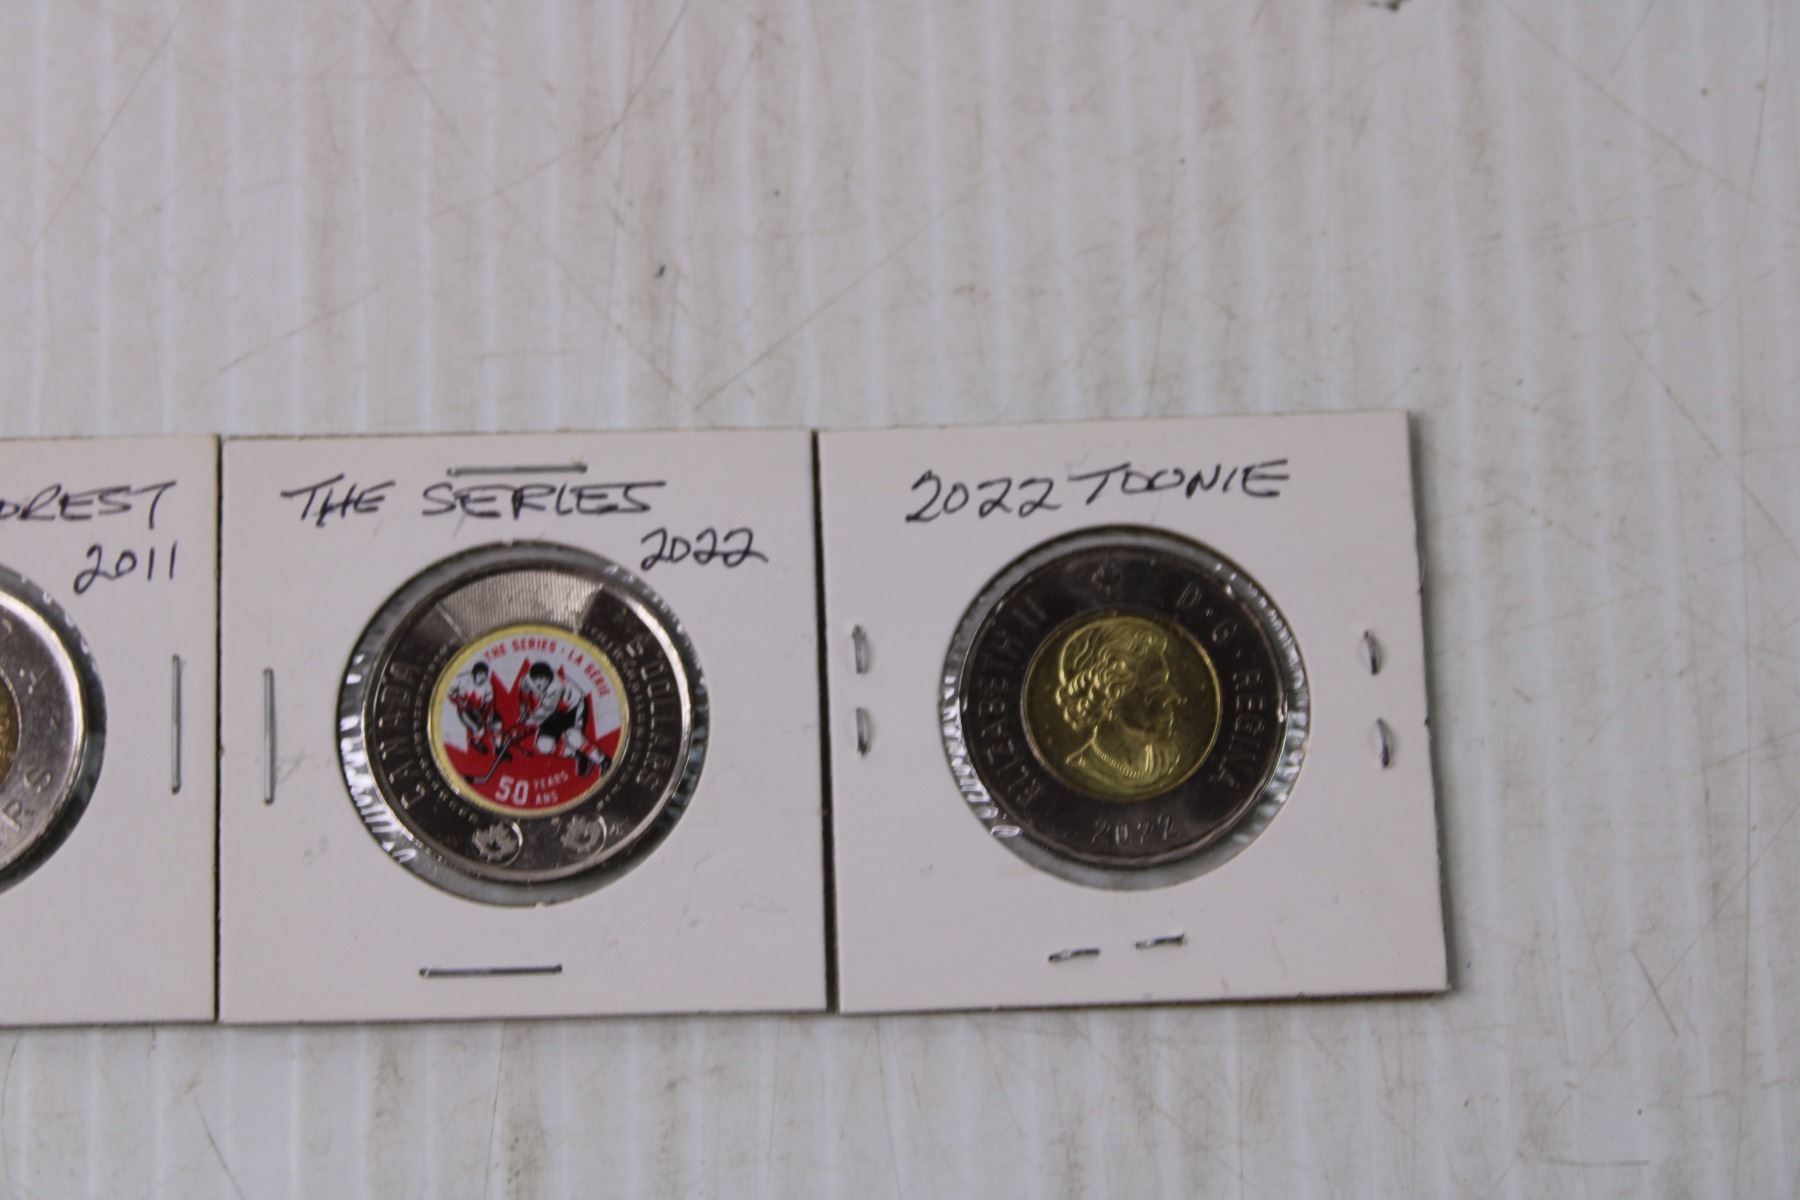 OREST
2011
RS
THE SERIES
2022
CANADA
2 DOLLARS
THE SERIES · LA SÉRIE
50 YEARS
ANS
2022 TOONIE
ELIZABETH II D · G · REGINA
2022